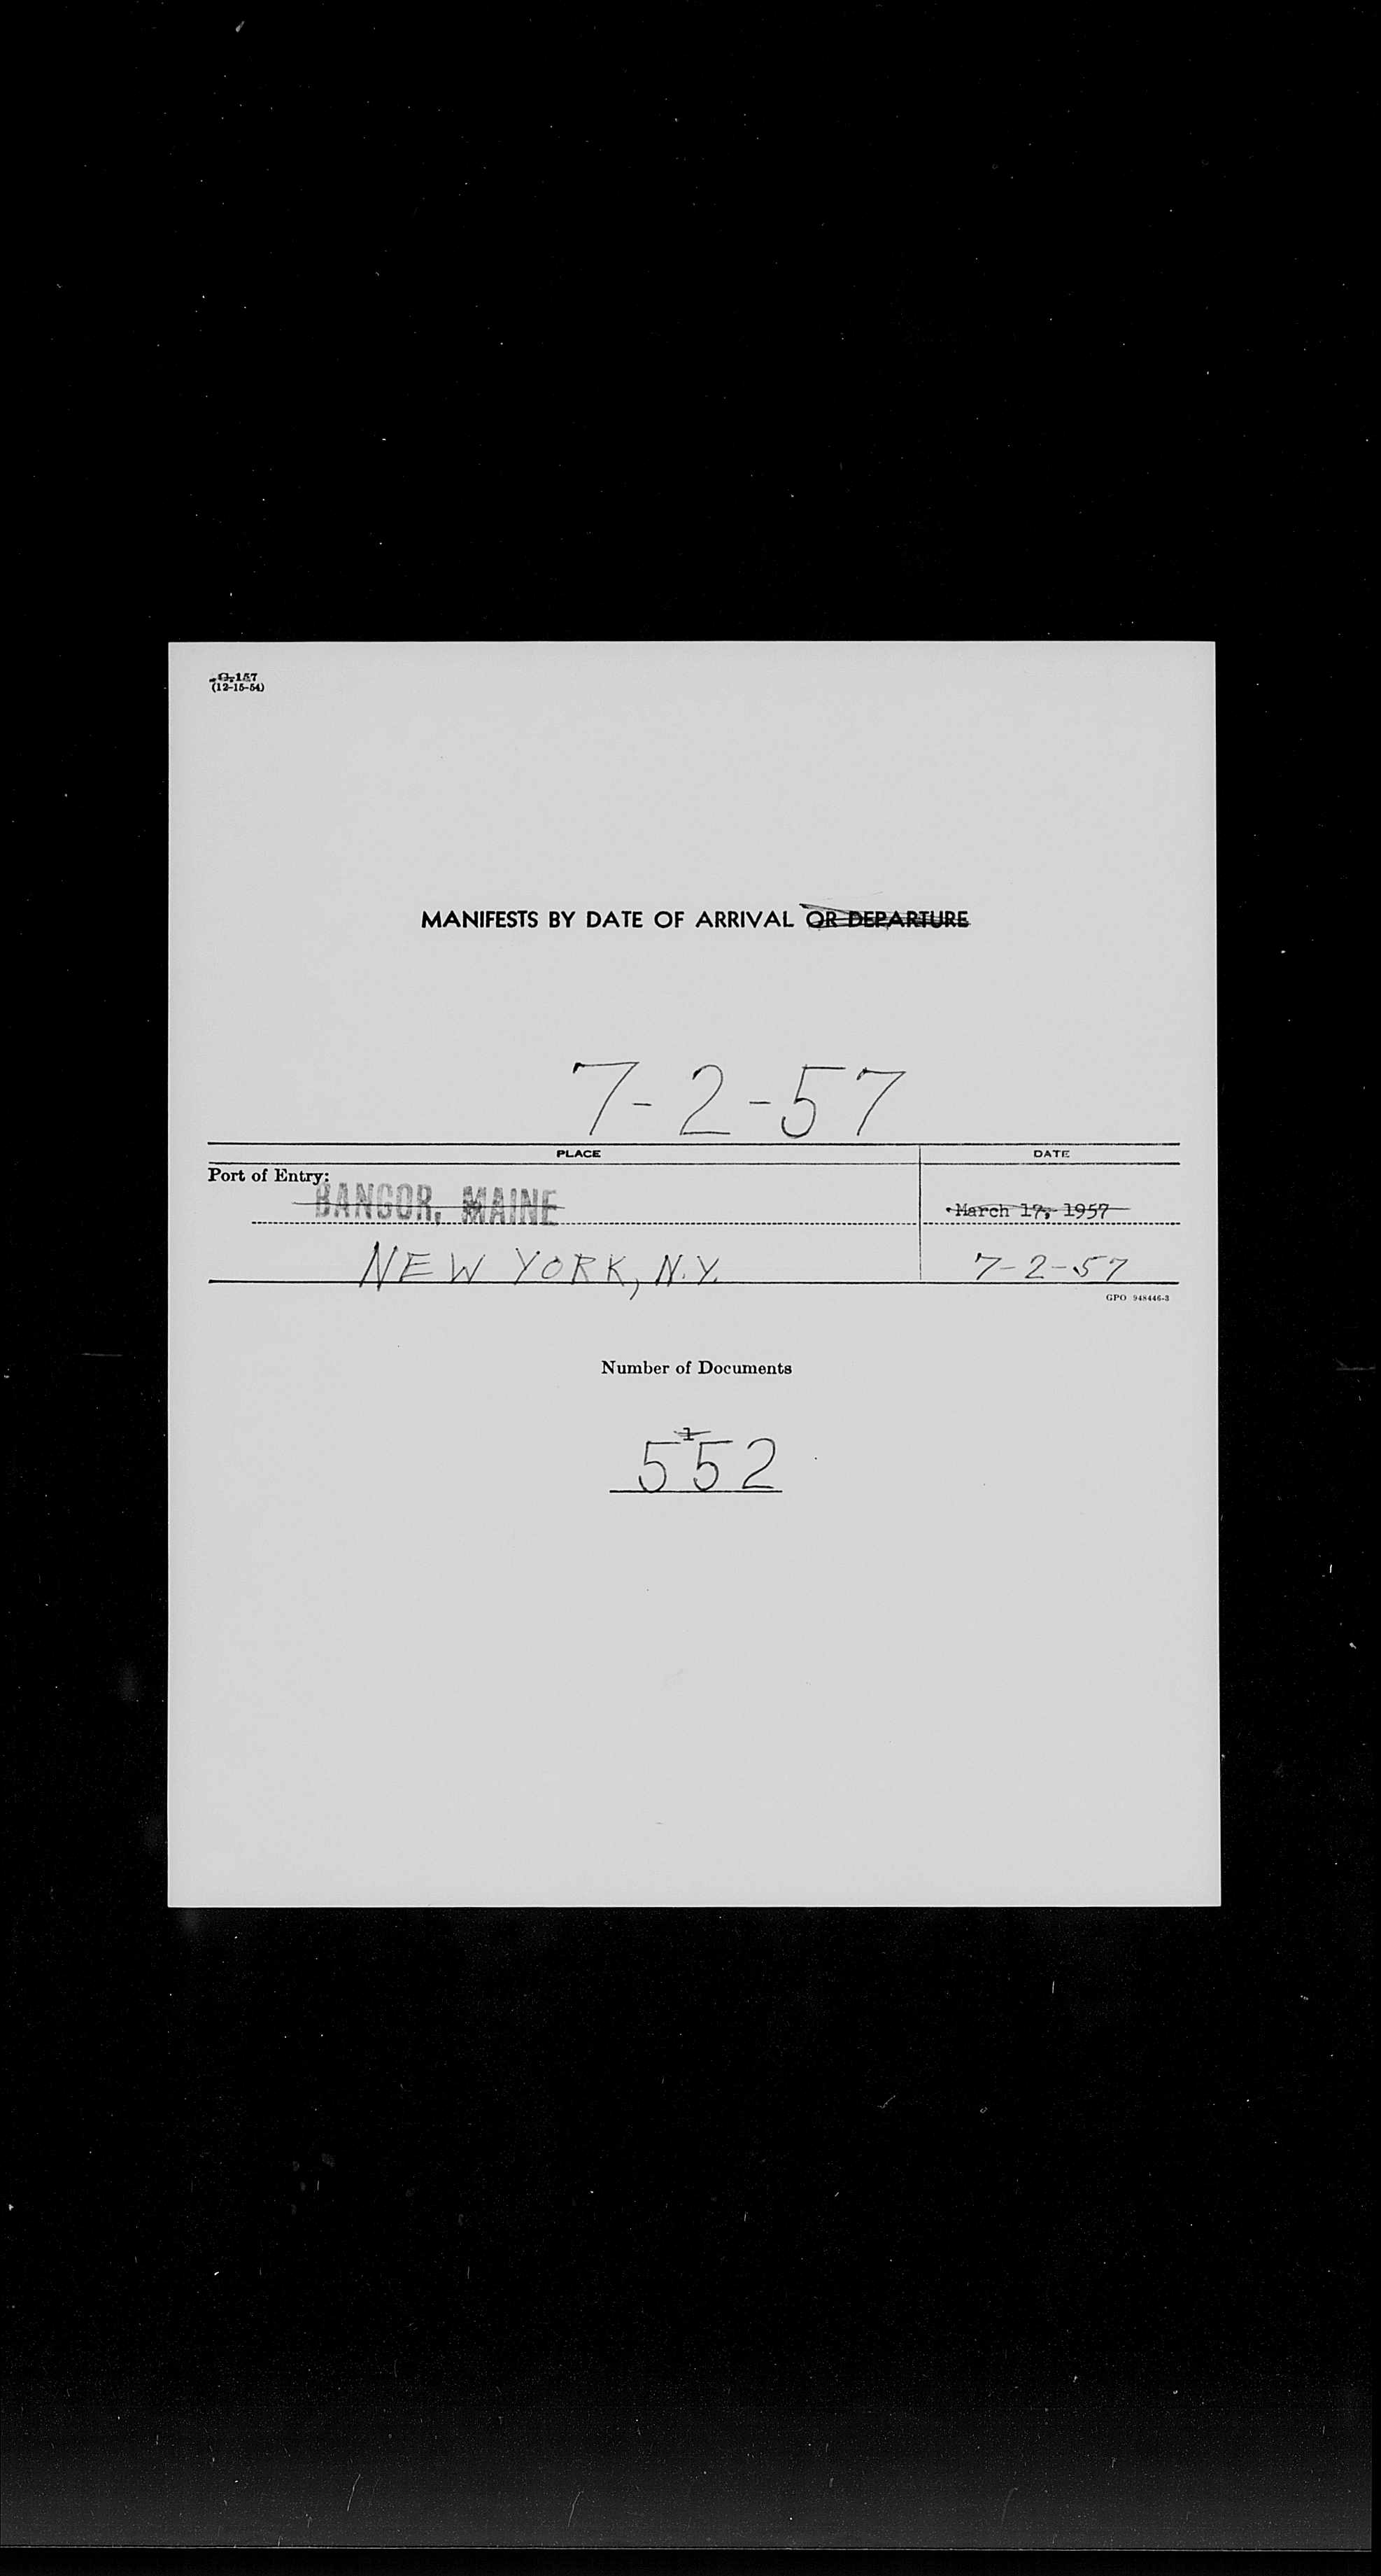 G-157
(12-15-54)
MANIFESTS BY DATE OF ARRIVAL OR DEPARTURE
7-2-57
PLACE
DATE
Port of Entry:
BANGOR, MAINE
March 17, 1957
NEW YORK, N.Y.
7-2-57
GPO 948446-3
Number of Documents
1
552